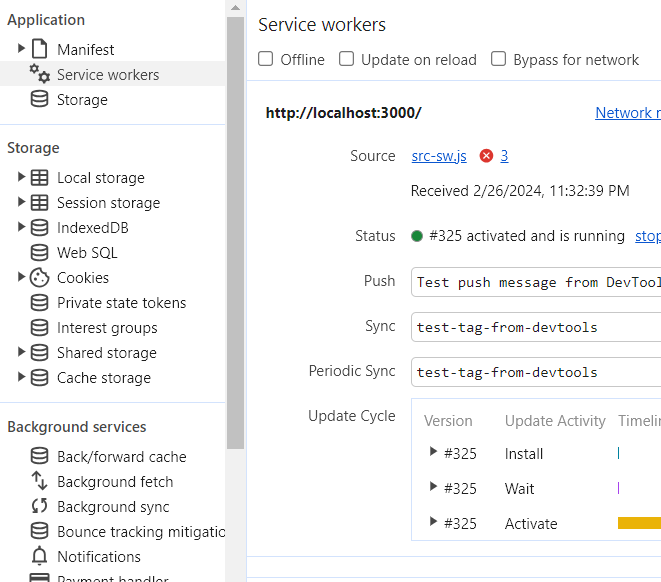 Application
Manifest
Service workers
Storage
Storage
Local storage
Session storage
IndexedDB
Web SQL
Cookies
Private state tokens
Interest groups
Shared storage
Cache storage
Background services
Back/forward cache
Background fetch
Background sync
Bounce tracking mitigatio
Notifications
Payment handler
Service workers
Offline Update on reload Bypass for network
http://localhost:3000/ Network r
Source src-sw.js 3
Received 2/26/2024, 11:32:39 PM
Status #325 activated and is running stop
Push Test push message from DevTool
Sync test-tag-from-devtools
Periodic Sync test-tag-from-devtools
Update Cycle
Version Update Activity Timelin
#325 Install
#325 Wait
#325 Activate